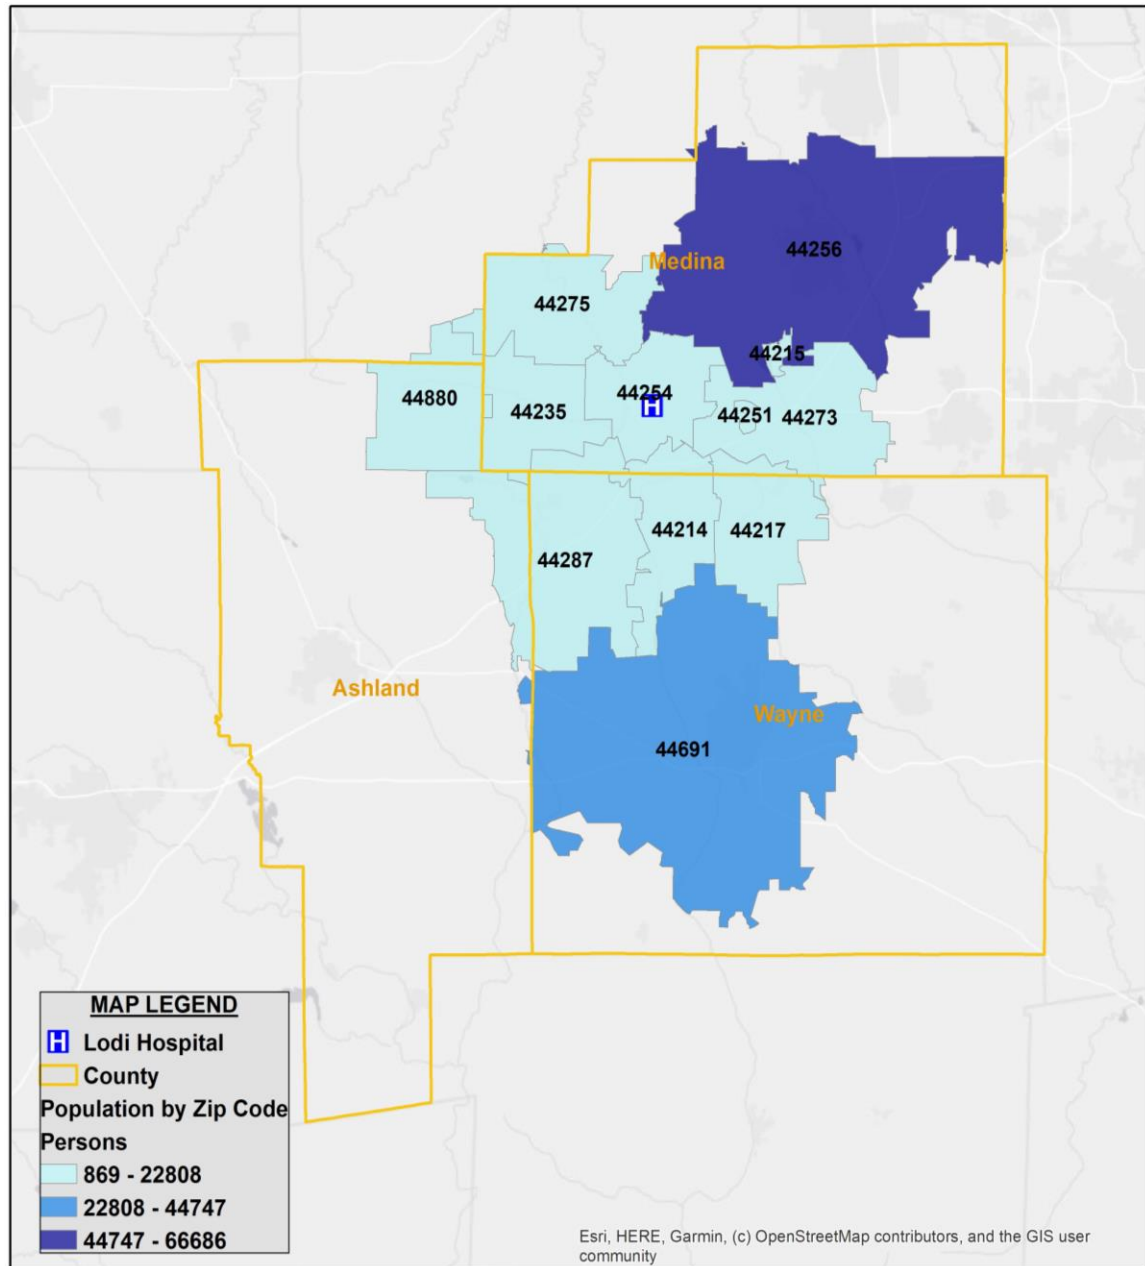 44256
Medina
44275
44215
44880
44235
44254
H
44251
44273
44214
44217
44287
Ashland
Wayne
44691
MAP LEGEND
H Lodi Hospital
County
Population by Zip Code
Persons
869 - 22808
22808 - 44747
44747 - 66686
Esri, HERE, Garmin, (c) OpenStreetMap contributors, and the GIS user
community